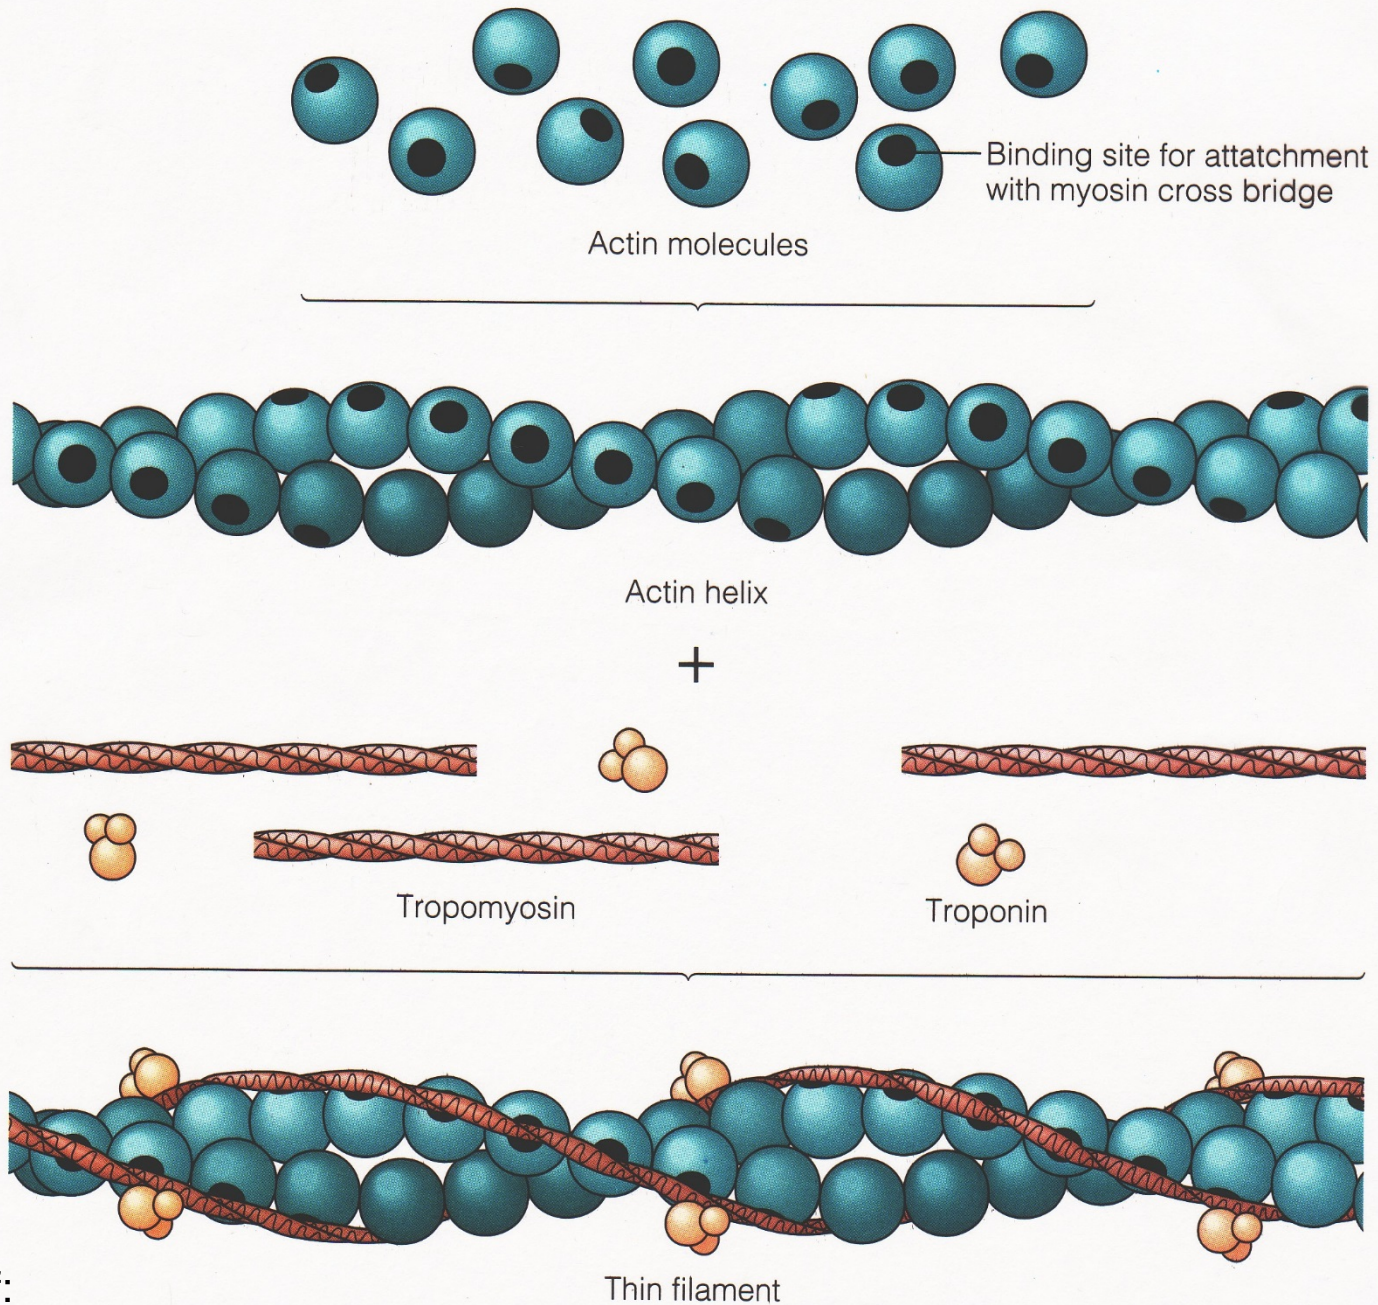 Binding site for attatchment
with myosin cross bridge
Actin molecules
Actin helix
+
Tropomyosin
Troponin
Thin filament